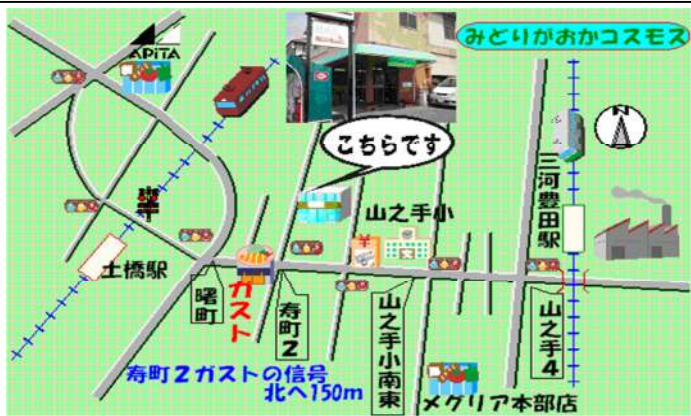 APiTA
みどりがおかコスモス
こちらです
山之手小
三河豊田駅
土橋駅
曙町
ガスト
寿町2
山之手小南東
山之手4
寿町2ガストの信号
北へ150m
メグリア本部店
N
〒
文